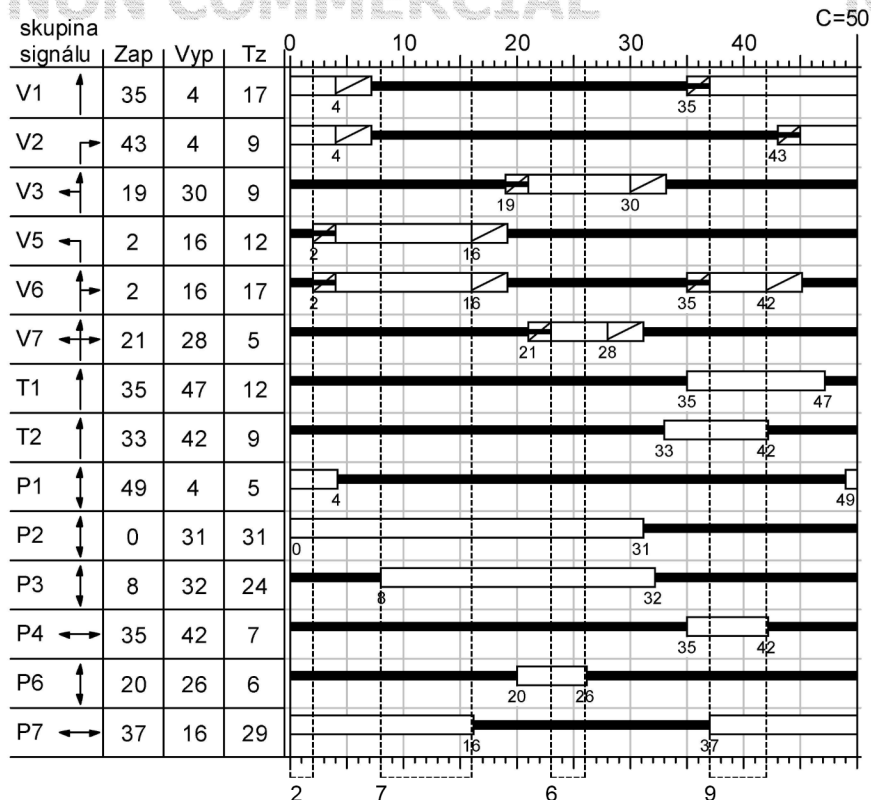 NON COMMERCIAL
C=50
skupina
signálu Zap Vyp Tz
0 10 20 30 40
V1 35 4 17
4 35
V2 43 4 9
4 43
V3 19 30 9
19 30
V5 2 16 12
2 16
V6 2 16 17
2 16 35 42
V7 21 28 5
21 28
T1 35 47 12
35 47
T2 33 42 9
33 42
P1 49 4 5
4 49
P2 0 31 31
0 31
P3 8 32 24
8 32
P4 35 42 7
35 42
P6 20 26 6
20 26
P7 37 16 29
16 37
2 7 6 9